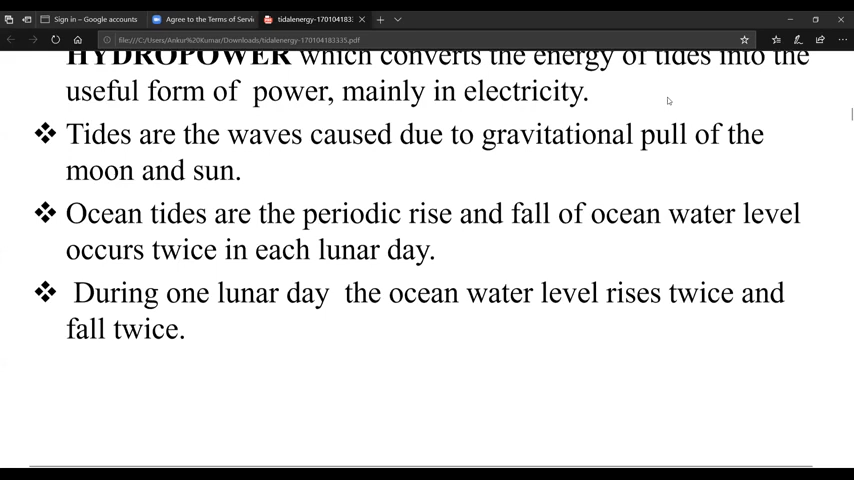 Sign in – Google accounts
Agree to the Terms of Servi
tidalenergy-170104183:
file:///C:/Users/Ankur%20Kumar/Downloads/tidalenergy-170104183335.pdf
HYDROPOWER which converts the energy of tides into the
useful form of power, mainly in electricity.
❖ Tides are the waves caused due to gravitational pull of the
moon and sun.
❖ Ocean tides are the periodic rise and fall of ocean water level
occurs twice in each lunar day.
❖ During one lunar day the ocean water level rises twice and
fall twice.